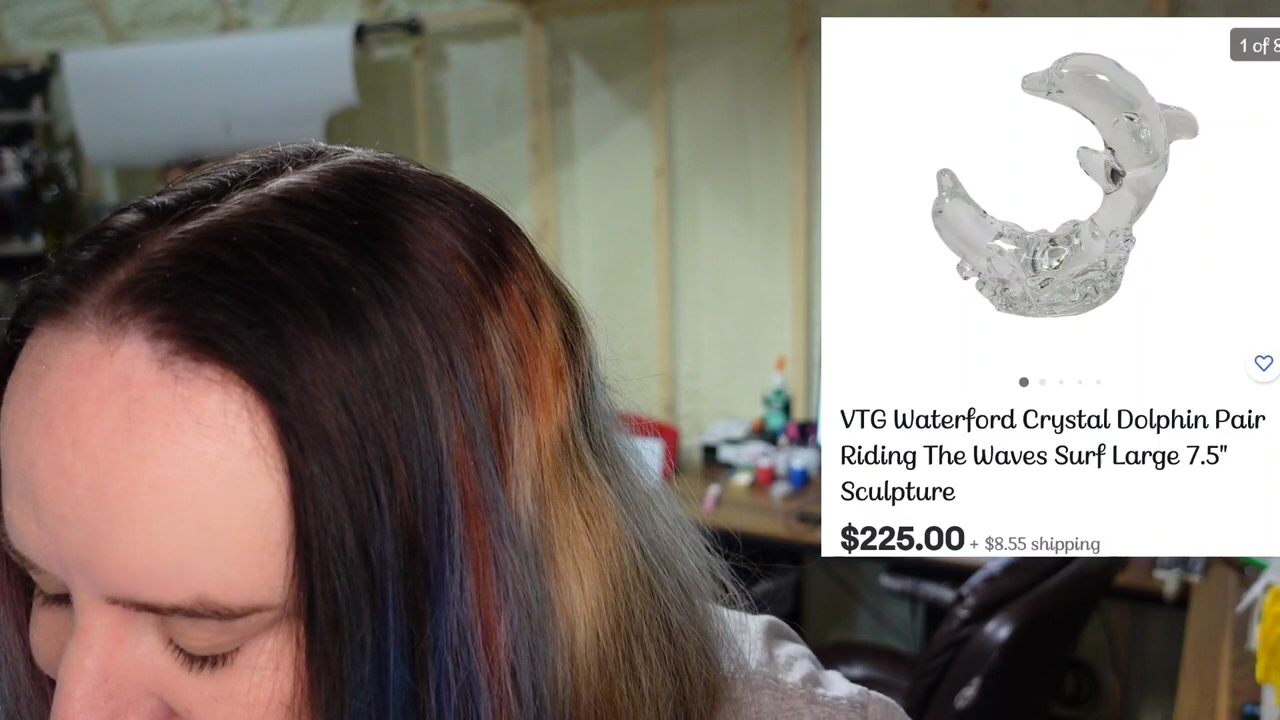 1 of 8
VTG Waterford Crystal Dolphin Pair
Riding The Waves Surf Large 7.5"
Sculpture
$225.00 + $8.55 shipping